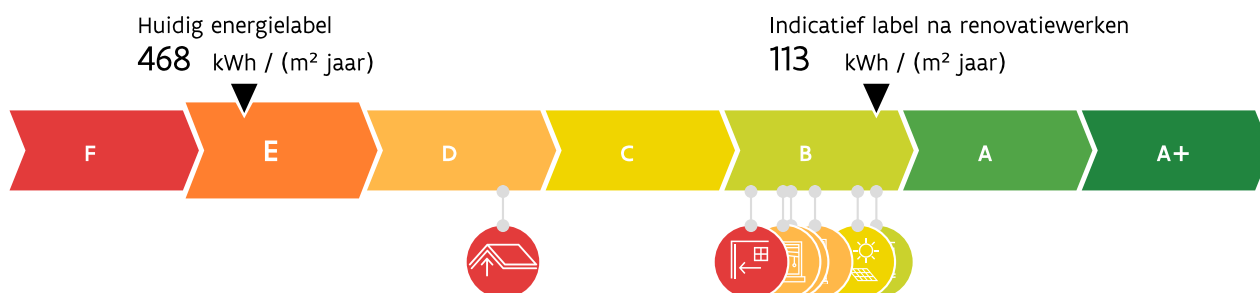 Huidig energielabel
468 kWh / (m² jaar)
Indicatief label na renovatiewerken
113 kWh / (m² jaar)
F E D C B A A+